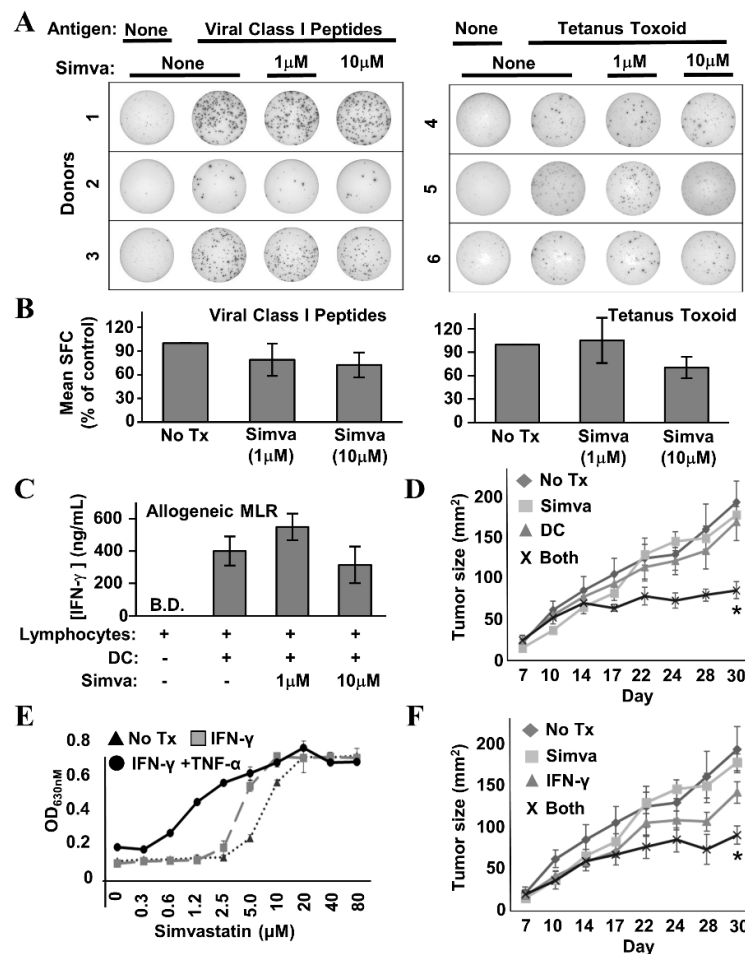 A
Antigen: None Viral Class I Peptides
Simva: None 1μM 10μM
Donors
1
2
3
None Tetanus Toxoid
None 1μM 10μM
4
5
6
B
Viral Class I Peptides
Mean SFC
(% of control)
120
90
60
30
0
No Tx Simva Simva
(1μM) (10μM)
Tetanus Toxoid
120
90
60
30
0
No Tx Simva Simva
(1μM) (10μM)
C
Allogeneic MLR
[IFN-γ ] (ng/mL)
600
400
200
0
B.D.
Lymphocytes: + + + +
DC: - + + +
Simva: - - 1μM 10μM
D
No Tx
Simva
DC
Both
Tumor size (mm²)
200
150
100
50
0
*
7 10 14 17 22 24 28 30
Day
E
No Tx IFN-γ
IFN-γ +TNF-α
OD630nM
0.8
0.6
0.4
0.2
0
0 0.3 0.6 1.2 2.5 5.0 10 20 40 80
Simvastatin (μM)
F
No Tx
Simva
IFN-γ
Both
Tumor size (mm²)
200
150
100
50
0
*
7 10 14 17 22 24 28 30
Day